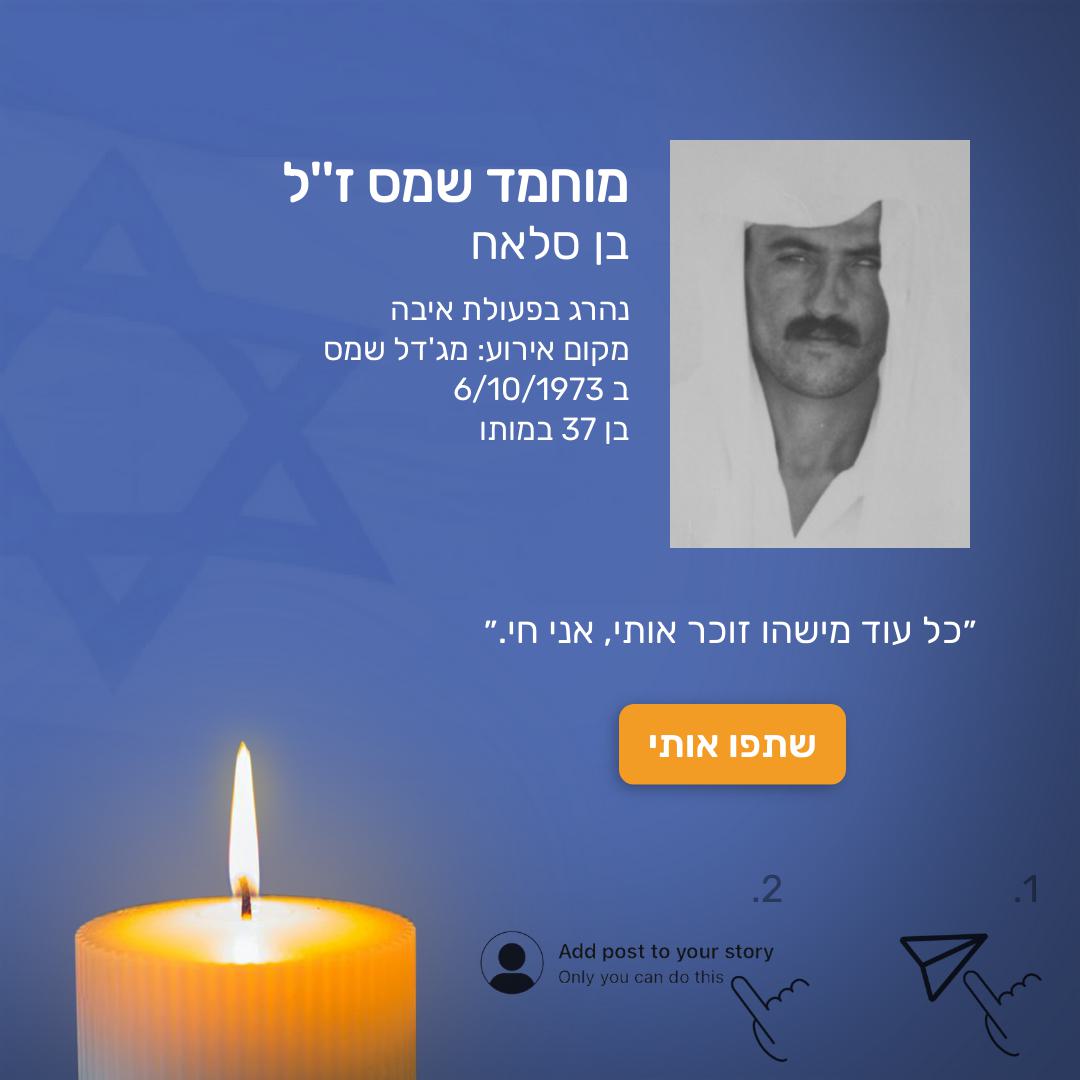 מוחמד שמס ז"ל
בן סלאח
נהרג בפעולת איבה
מקום אירוע: מג'דל שמס
ב 6/10/1973
בן 37 במותו
״כל עוד מישהו זוכר אותי, אני חי.״
שתפו אותי
1.
2.
Add post to your story
Only you can do this